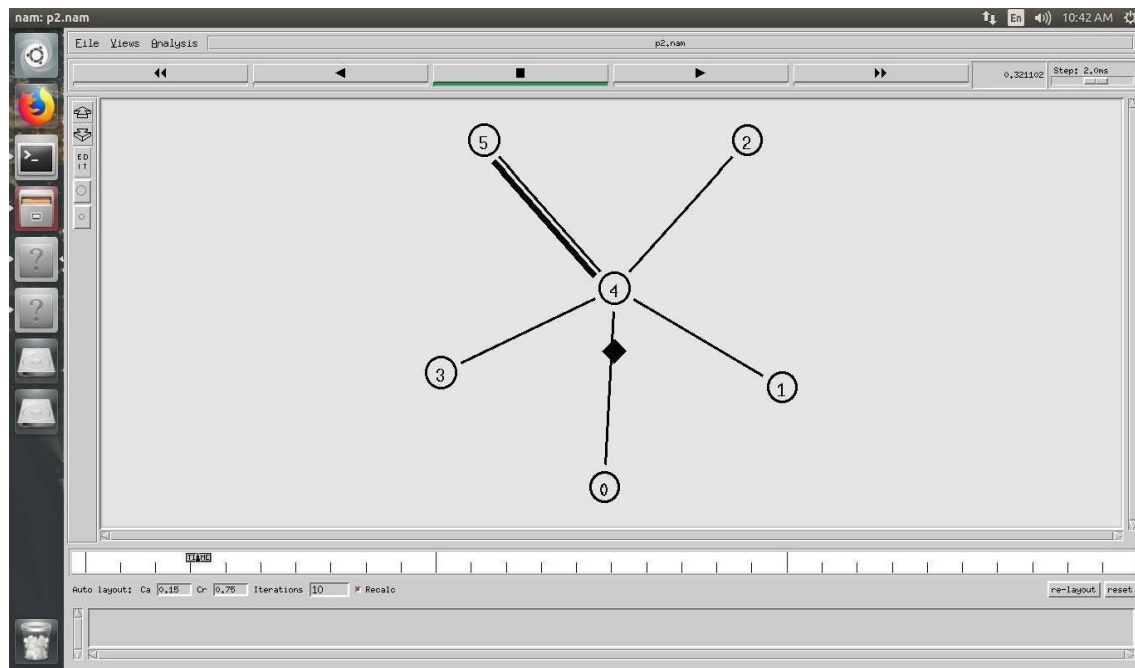 nam: p2.nam
En
10:42 AM
File Views Analysis
p2.nam
0.321102
Step: 2.0ms
ED
IT
5
2
4
3
1
0
TIME
Auto layout: Ca 0.15 Cr 0.75 Iterations 10 Recalc
re-layout reset